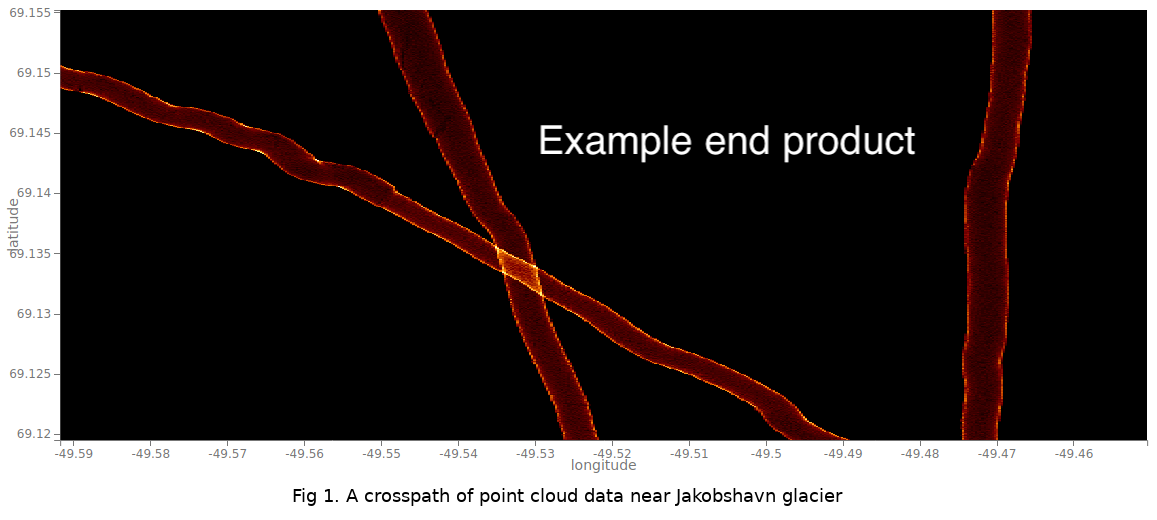 69.155
69.15
69.145
69.14
69.135
69.13
69.125
69.12
latitude
Example end product
-49.59 -49.58 -49.57 -49.56 -49.55 -49.54 -49.53 -49.52 -49.51 -49.5 -49.49 -49.48 -49.47 -49.46
longitude
Fig 1. A crosspath of point cloud data near Jakobshavn glacier